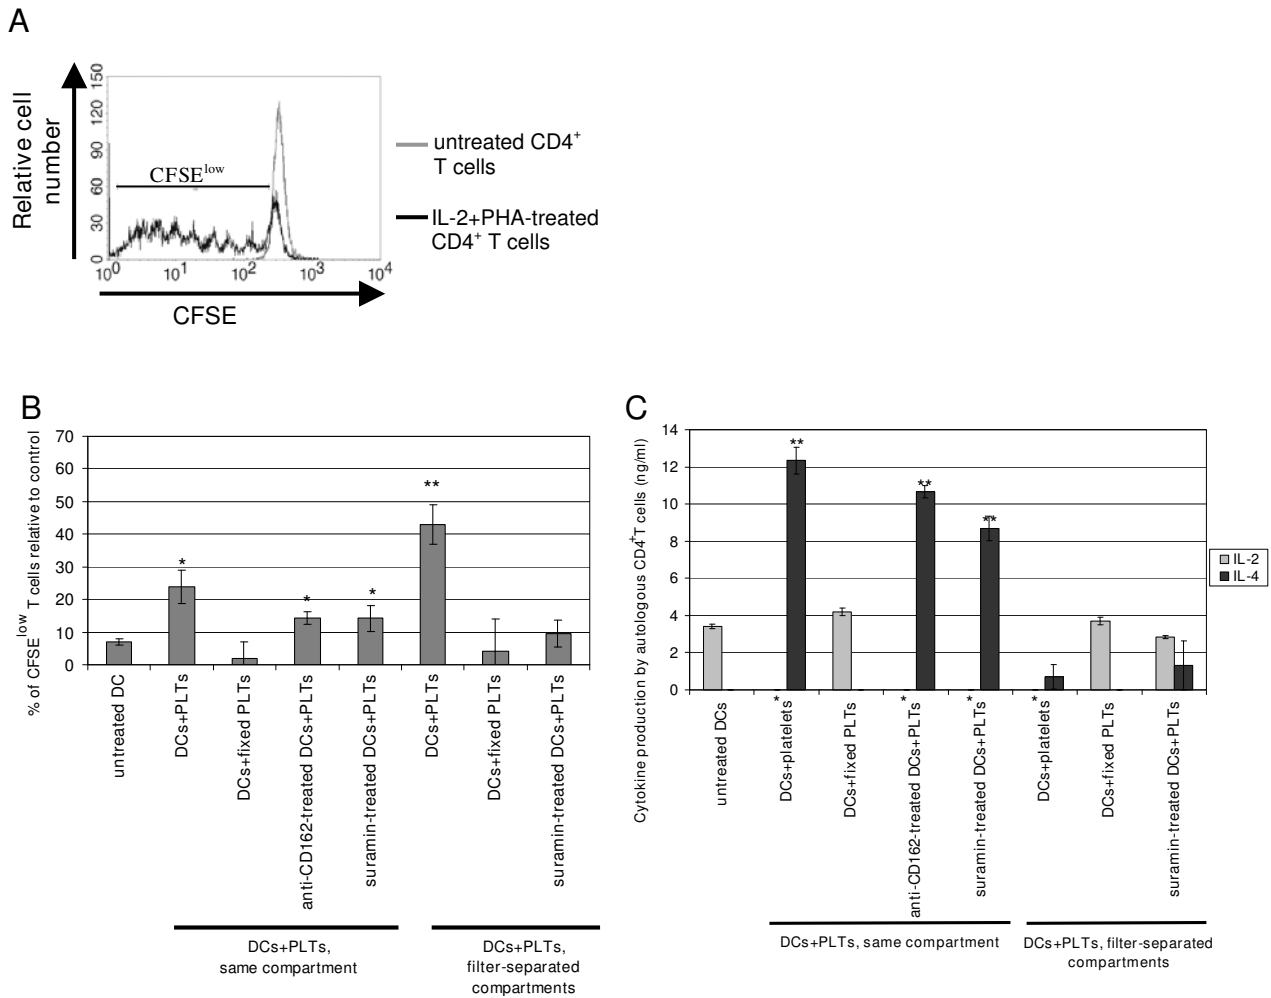 A
Relative cell
number
150
120
90
60
30
0
CFSE^low
10^0
10^1
10^2
10^3
10^4
CFSE
untreated CD4^+
T cells
IL-2+PHA-treated
CD4^+ T cells
B
% of CFSE^low T cells relative to control
70
60
50
40
30
20
10
0
*
*
*
**
untreated DC
DCs+PLTs
DCs+fixed PLTs
anti-CD162-treated DCs+PLTs
suramin-treated DCs+PLTs
DCs+PLTs
DCs+fixed PLTs
suramin-treated DCs+PLTs
DCs+PLTs,
same compartment
DCs+PLTs,
filter-separated
compartments
C
Cytokine production by autologous CD4^+T cells (ng/ml)
14
12
10
8
6
4
2
0
**
**
**
*
*
*
*
IL-2
IL-4
untreated DCs
DCs+platelets
DCs+fixed PLTs
anti-CD162-treated DCs+PLTs
suramin-treated DCs+PLTs
DCs+platelets
DCs+fixed PLTs
suramin-treated DCs+PLTs
DCs+PLTs, same compartment
DCs+PLTs, filter-separated
compartments